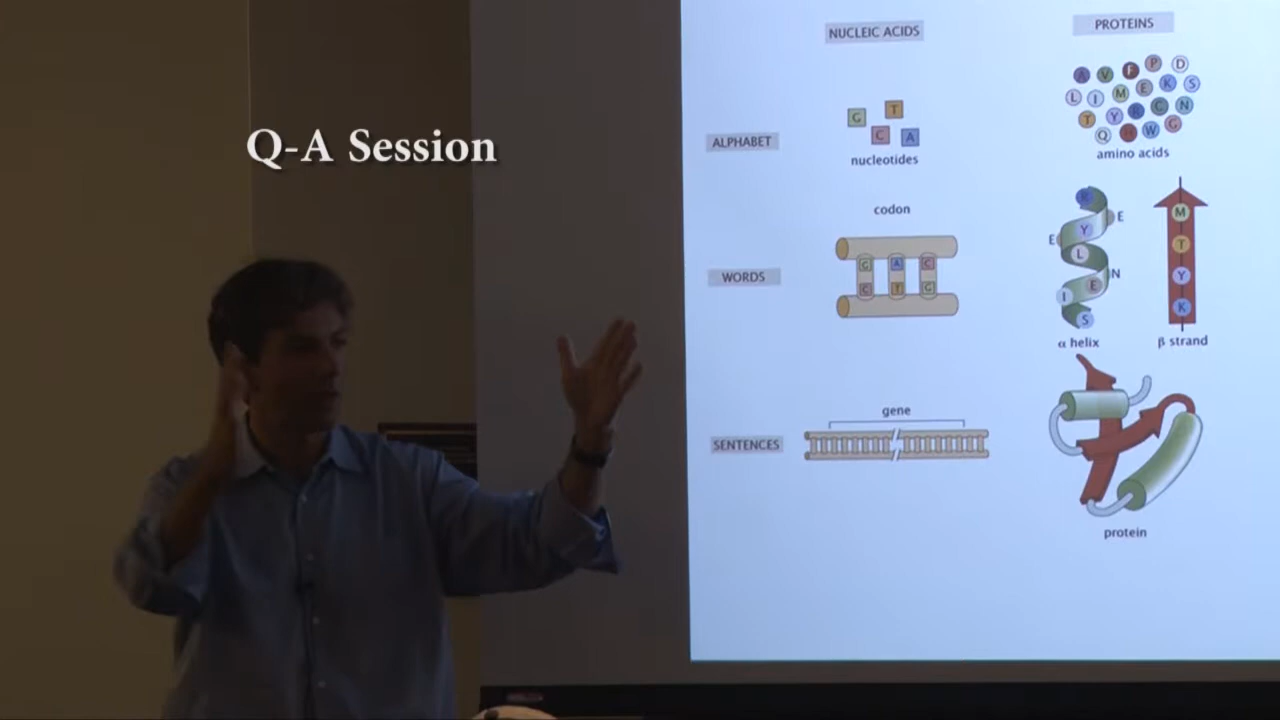 Q-A Session
NUCLEIC ACIDS
PROTEINS
ALPHABET
G T
C A
nucleotides
A V F P D
L I M E K S
T Y R C N
Q H W G
amino acids
WORDS
codon
G A C
C T G
R
E
Y
E
L
N
E
I
S
α helix
M
T
Y
K
β strand
SENTENCES
gene
protein